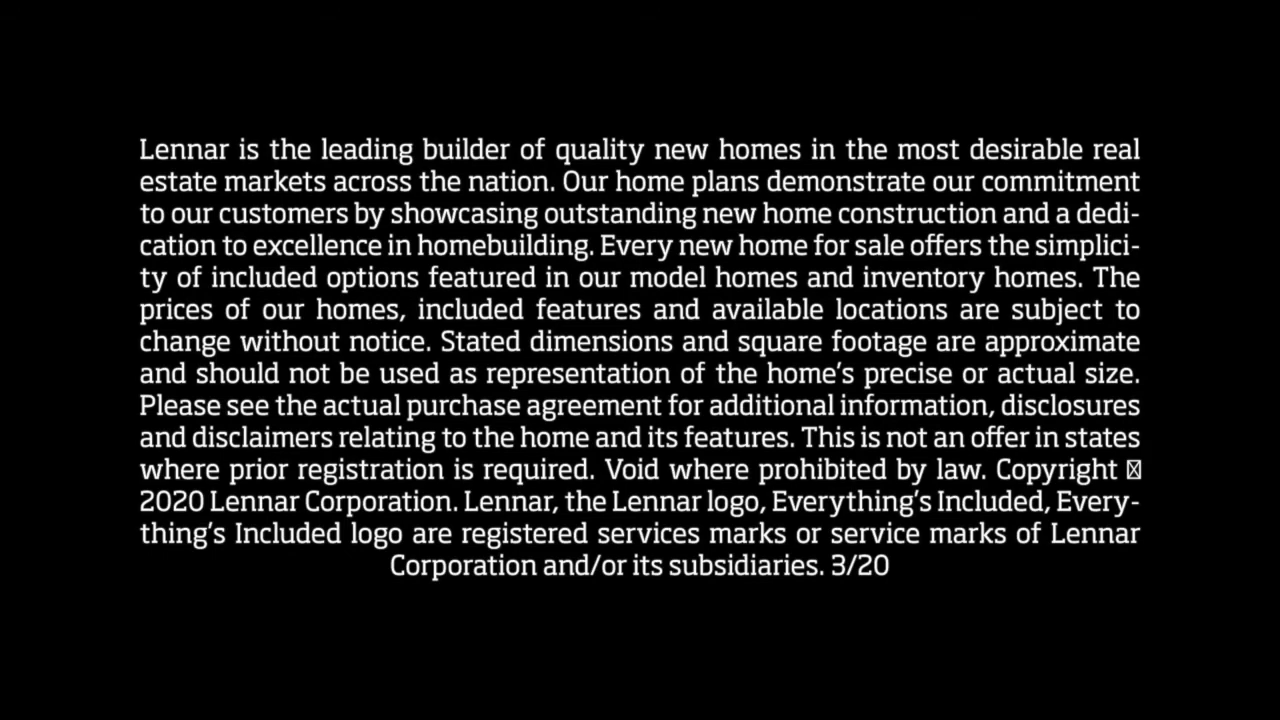 Lennar is the leading builder of quality new homes in the most desirable real
estate markets across the nation. Our home plans demonstrate our commitment
to our customers by showcasing outstanding new home construction and a dedi-
cation to excellence in homebuilding. Every new home for sale offers the simplici-
ty of included options featured in our model homes and inventory homes. The
prices of our homes, included features and available locations are subject to
change without notice. Stated dimensions and square footage are approximate
and should not be used as representation of the home's precise or actual size.
Please see the actual purchase agreement for additional information, disclosures
and disclaimers relating to the home and its features. This is not an offer in states
where prior registration is required. Void where prohibited by law. Copyright
2020 Lennar Corporation. Lennar, the Lennar logo, Everything's Included, Every-
thing's Included logo are registered services marks or service marks of Lennar
Corporation and/or its subsidiaries. 3/20